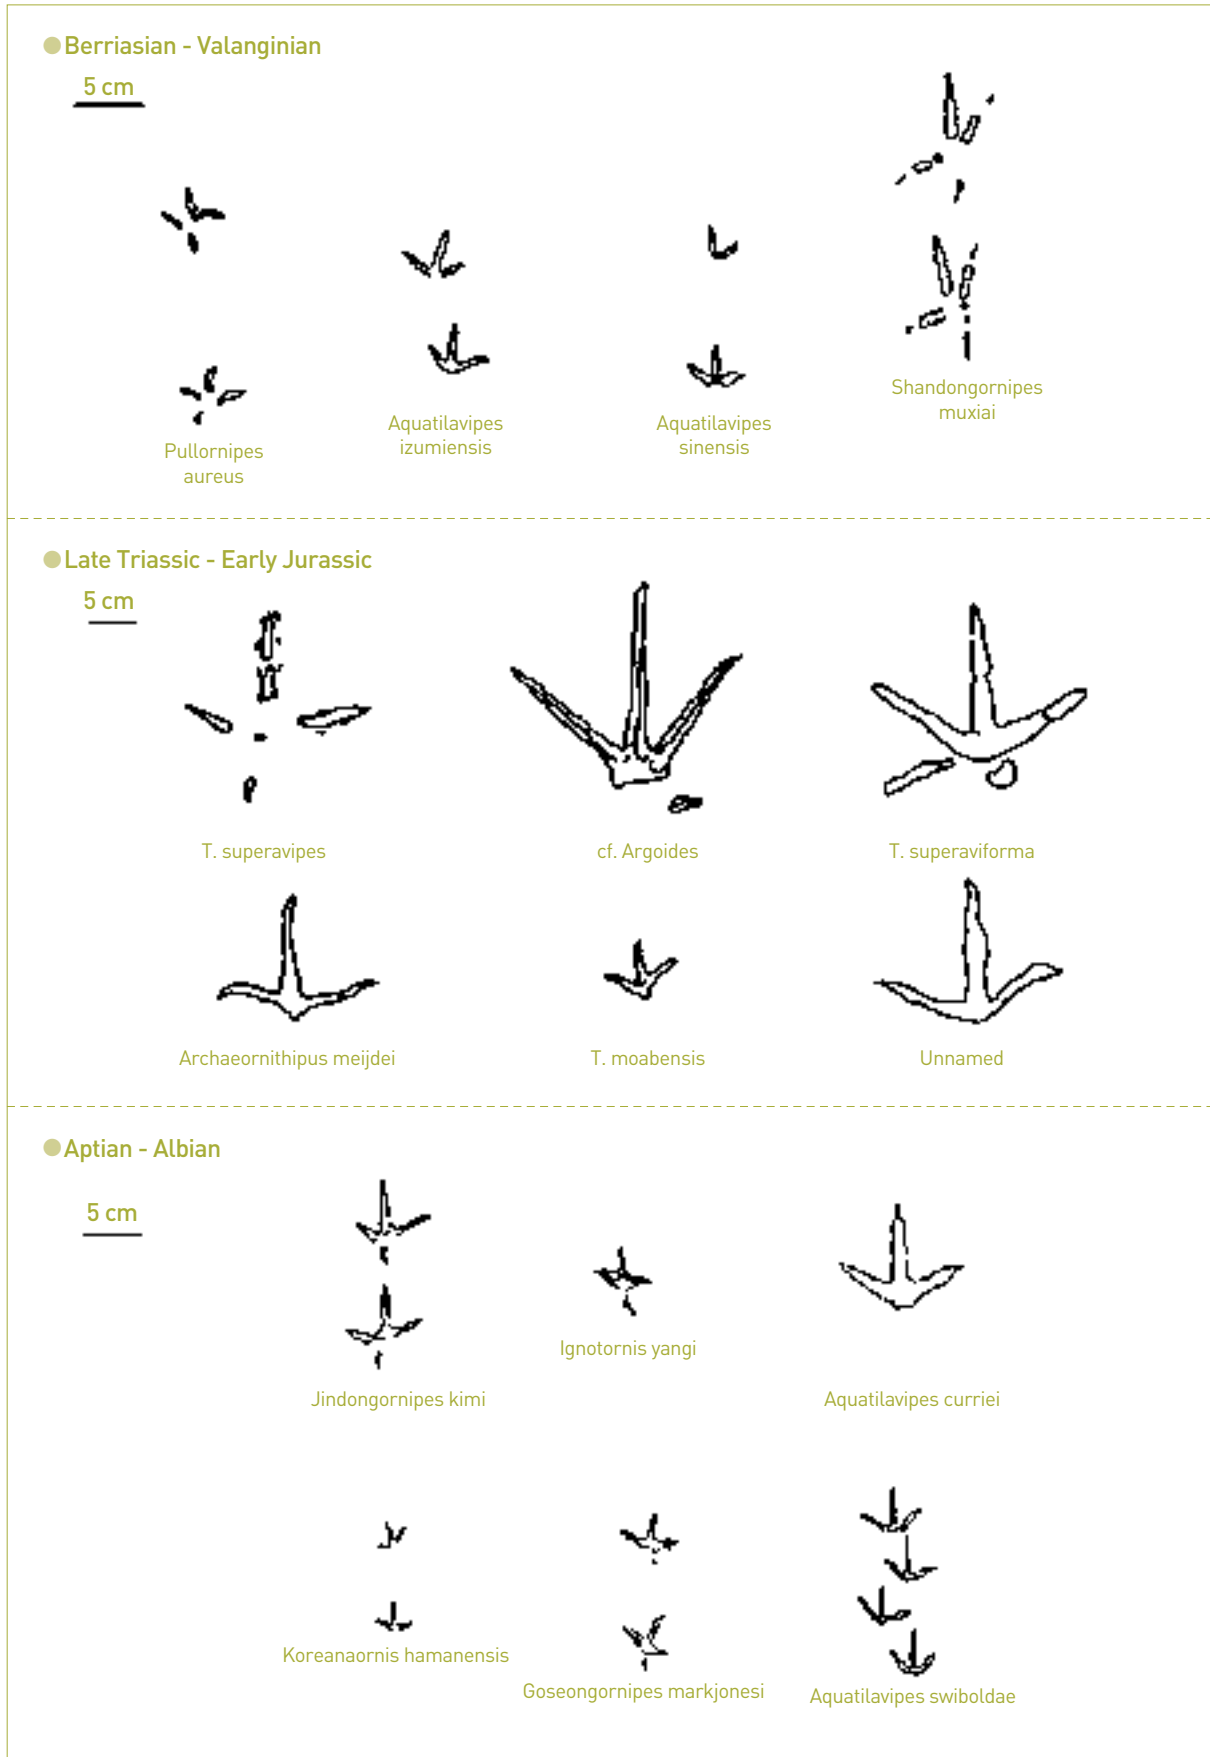 Berriasian - Valanginian
5 cm
Shandongornipes
muxiai
Aquatilavipes
izumiensis
Aquatilavipes
sinensis
Pullornipes
aureus
Late Triassic - Early Jurassic
5 cm
T. superavipes
cf. Argoides
T. superaviforma
Archaeornithipus meijdei
T. moabensis
Unnamed
Aptian - Albian
5 cm
Ignotornis yangi
Jindongornipes kimi
Aquatilavipes curriei
Koreanaornis hamanensis
Goseongornipes markjonesi
Aquatilavipes swiboldae